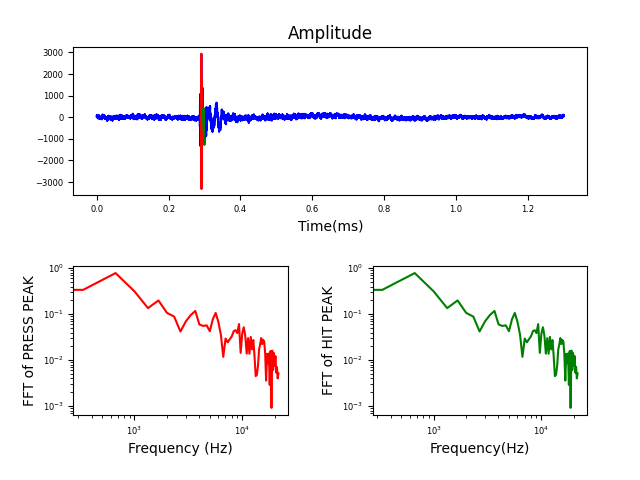 Amplitude
3000
2000
1000
0
−1000
−2000
−3000
0.0 0.2 0.4 0.6 0.8 1.0 1.2
Time(ms)
FFT of PRESS PEAK
10⁰
10⁻¹
10⁻²
10⁻³
10³ 10⁴
Frequency (Hz)
FFT of HIT PEAK
10⁰
10⁻¹
10⁻²
10⁻³
10³ 10⁴
Frequency(Hz)